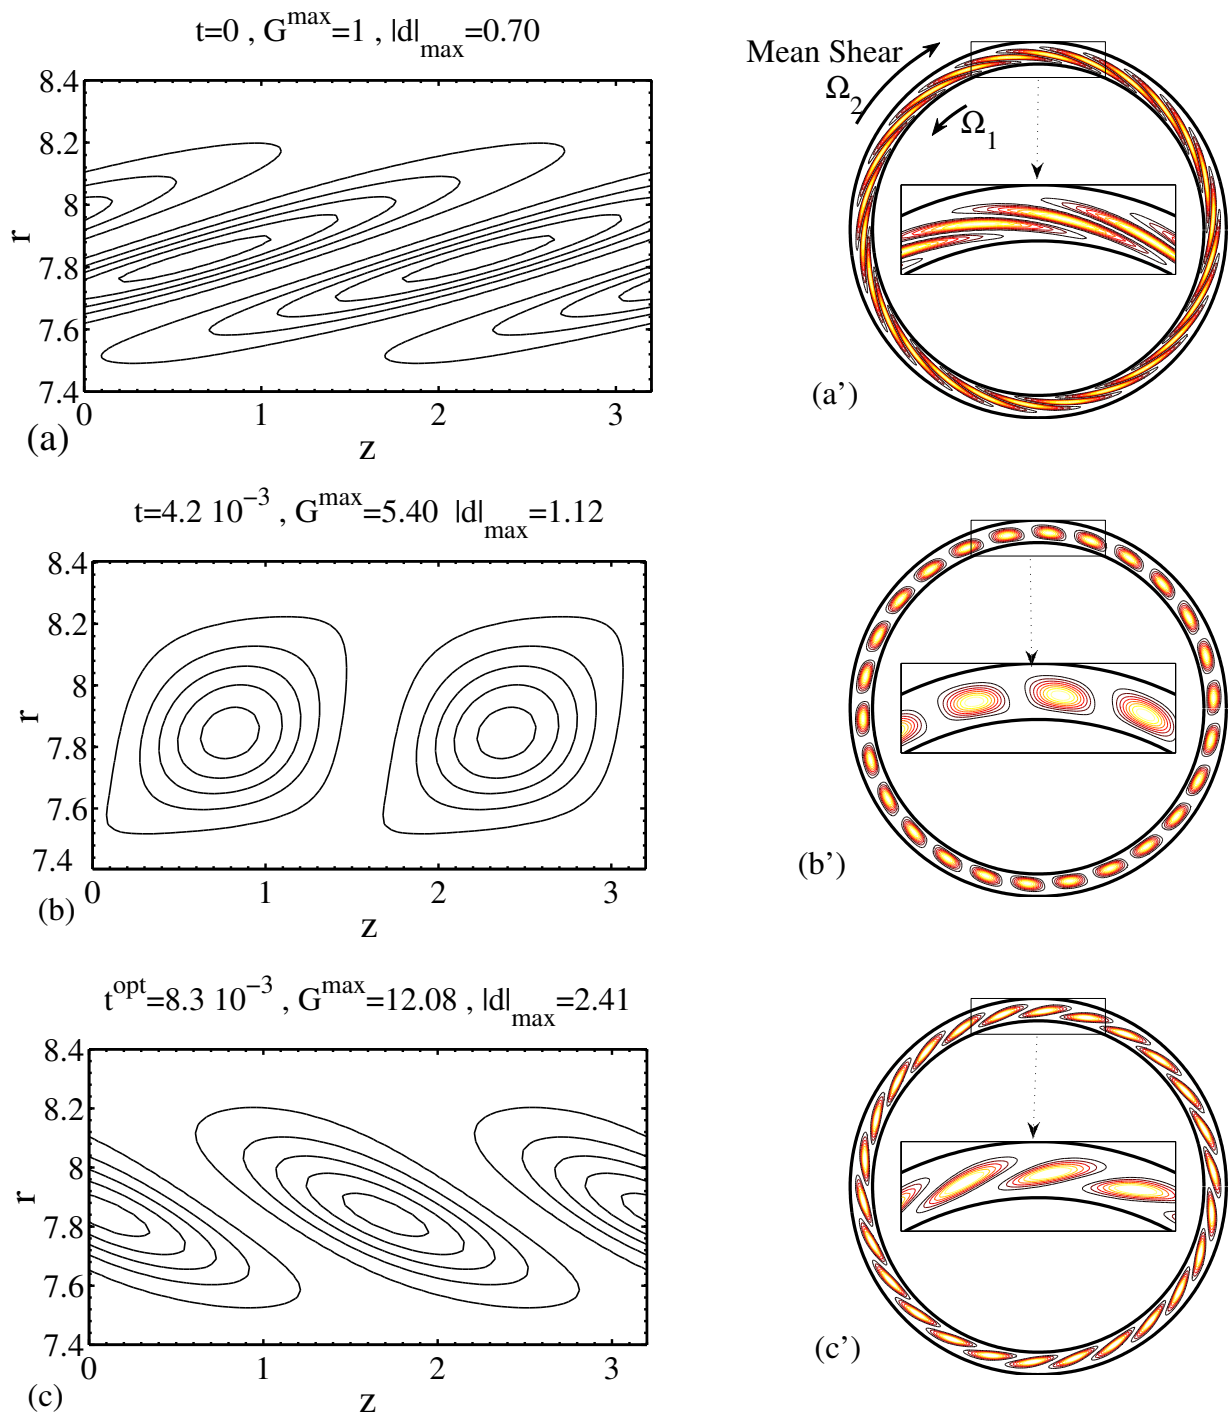 t=0 , G^max=1 , |d|_max=0.70
8.4
8.2
8
7.8
7.6
7.4
r
0 1 2 3
z
(a)
Mean Shear
Ω_2
Ω_1
(a')
t=4.2 10^−3 , G^max=5.40 |d|_max=1.12
8.4
8.2
8
7.8
7.6
7.4
r
0 1 2 3
z
(b)
(b')
t^opt=8.3 10^−3 , G^max=12.08 , |d|_max=2.41
8.4
8.2
8
7.8
7.6
7.4
r
0 1 2 3
z
(c)
(c')